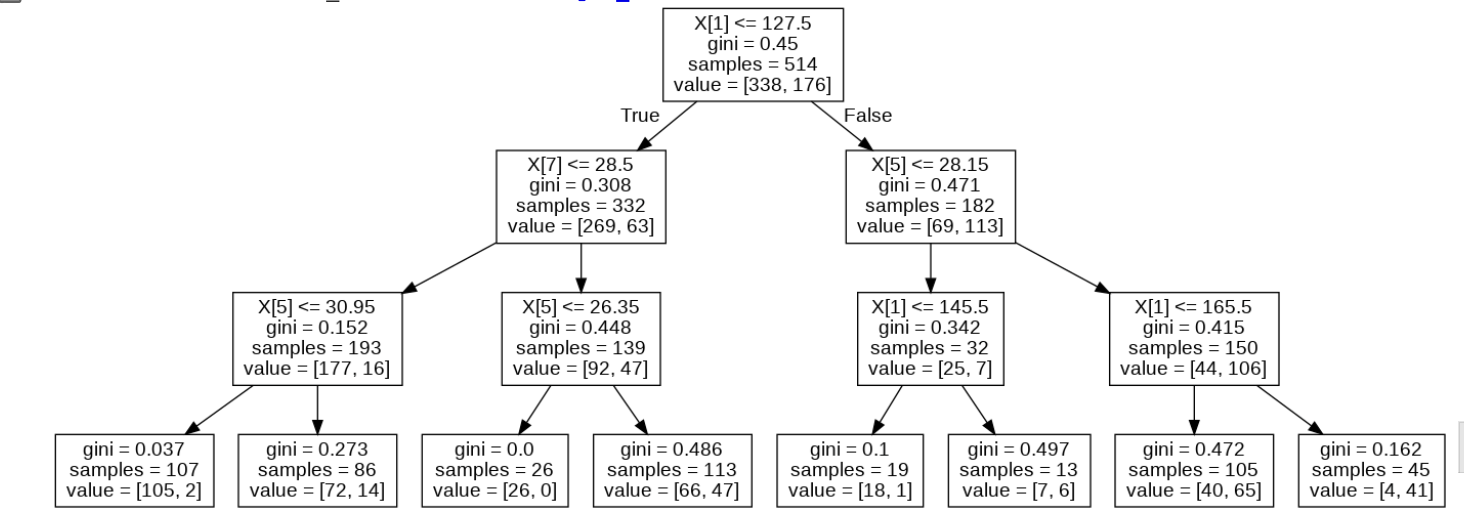 X[1] <= 127.5
gini = 0.45
samples = 514
value = [338, 176]
True
False
X[7] <= 28.5
gini = 0.308
samples = 332
value = [269, 63]
X[5] <= 28.15
gini = 0.471
samples = 182
value = [69, 113]
X[5] <= 30.95
gini = 0.152
samples = 193
value = [177, 16]
X[5] <= 26.35
gini = 0.448
samples = 139
value = [92, 47]
X[1] <= 145.5
gini = 0.342
samples = 32
value = [25, 7]
X[1] <= 165.5
gini = 0.415
samples = 150
value = [44, 106]
gini = 0.037
samples = 107
value = [105, 2]
gini = 0.273
samples = 86
value = [72, 14]
gini = 0.0
samples = 26
value = [26, 0]
gini = 0.486
samples = 113
value = [66, 47]
gini = 0.1
samples = 19
value = [18, 1]
gini = 0.497
samples = 13
value = [7, 6]
gini = 0.472
samples = 105
value = [40, 65]
gini = 0.162
samples = 45
value = [4, 41]